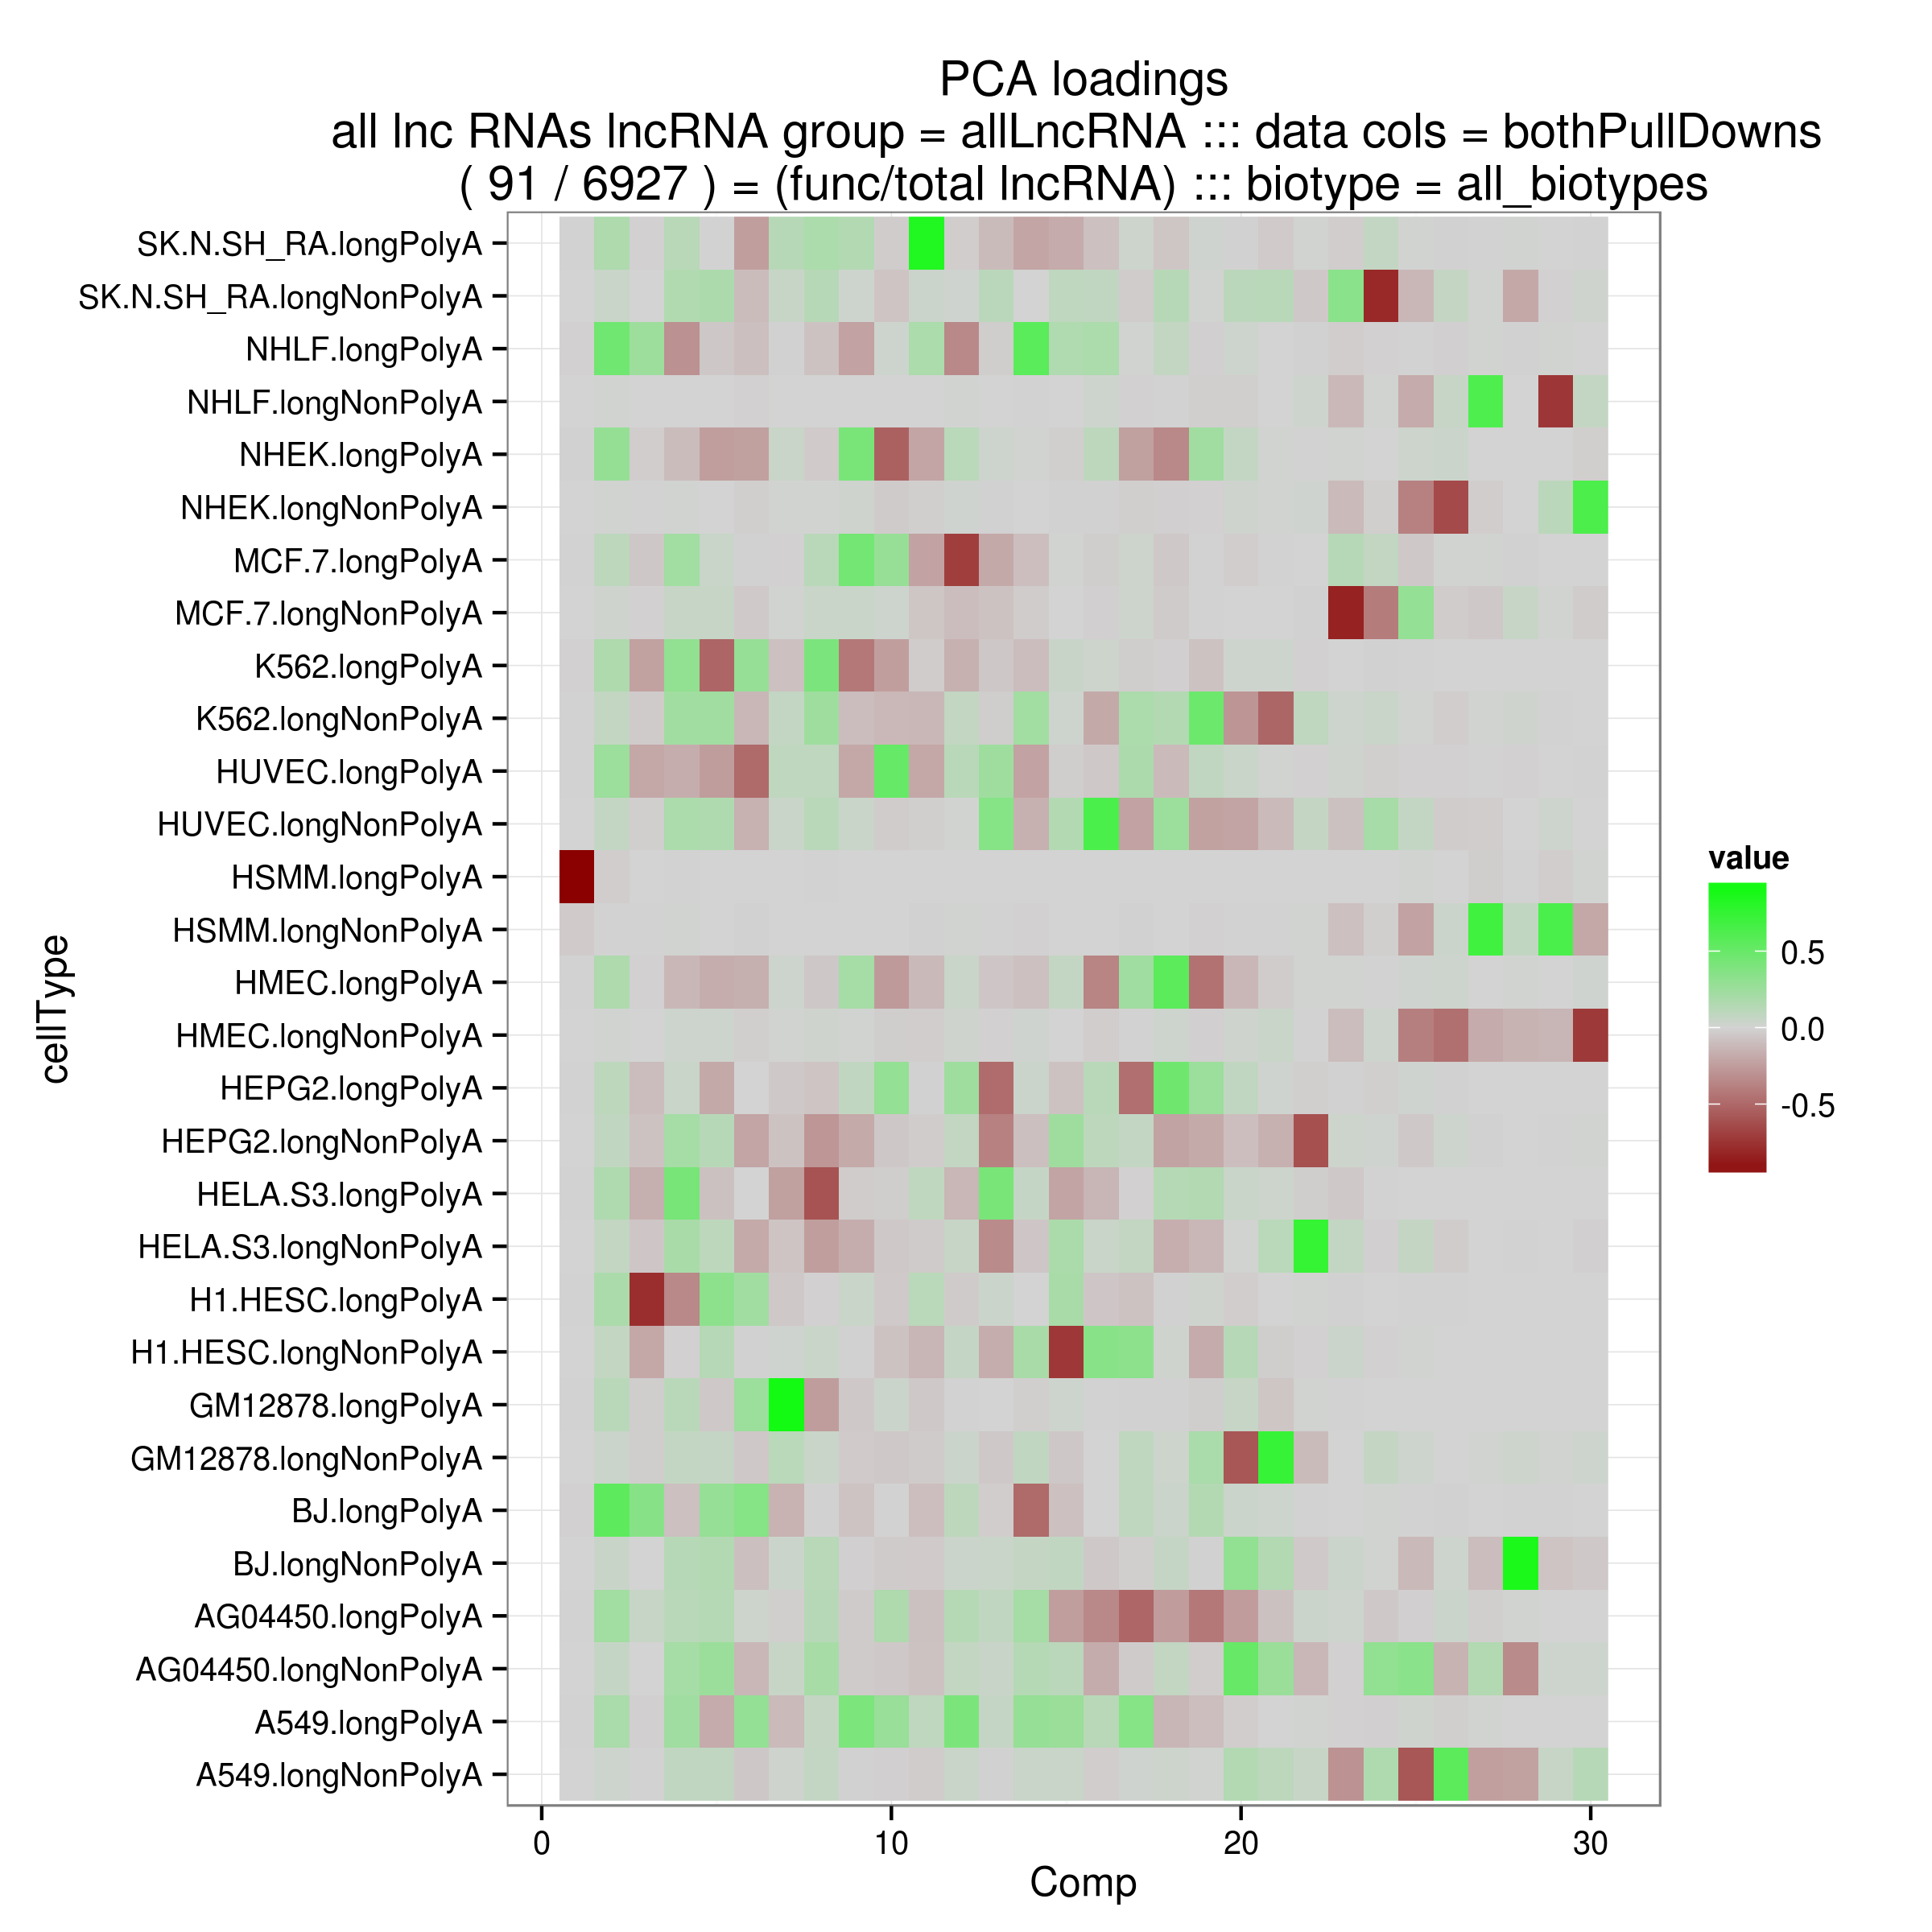 PCA loadings
all lnc RNAs lncRNA group = allLncRNA ::: data cols = bothPullDowns
( 91 / 6927 ) = (func/total lncRNA) ::: biotype = all_biotypes
SK.N.SH_RA.longPolyA
SK.N.SH_RA.longNonPolyA
NHLF.longPolyA
NHLF.longNonPolyA
NHEK.longPolyA
NHEK.longNonPolyA
MCF.7.longPolyA
MCF.7.longNonPolyA
K562.longPolyA
K562.longNonPolyA
HUVEC.longPolyA
HUVEC.longNonPolyA
HSMM.longPolyA
HSMM.longNonPolyA
HMEC.longPolyA
HMEC.longNonPolyA
HEPG2.longPolyA
HEPG2.longNonPolyA
HELA.S3.longPolyA
HELA.S3.longNonPolyA
H1.HESC.longPolyA
H1.HESC.longNonPolyA
GM12878.longPolyA
GM12878.longNonPolyA
BJ.longPolyA
BJ.longNonPolyA
AG04450.longPolyA
AG04450.longNonPolyA
A549.longPolyA
A549.longNonPolyA
cellType
0 10 20 30
Comp
value
0.5
0.0
-0.5